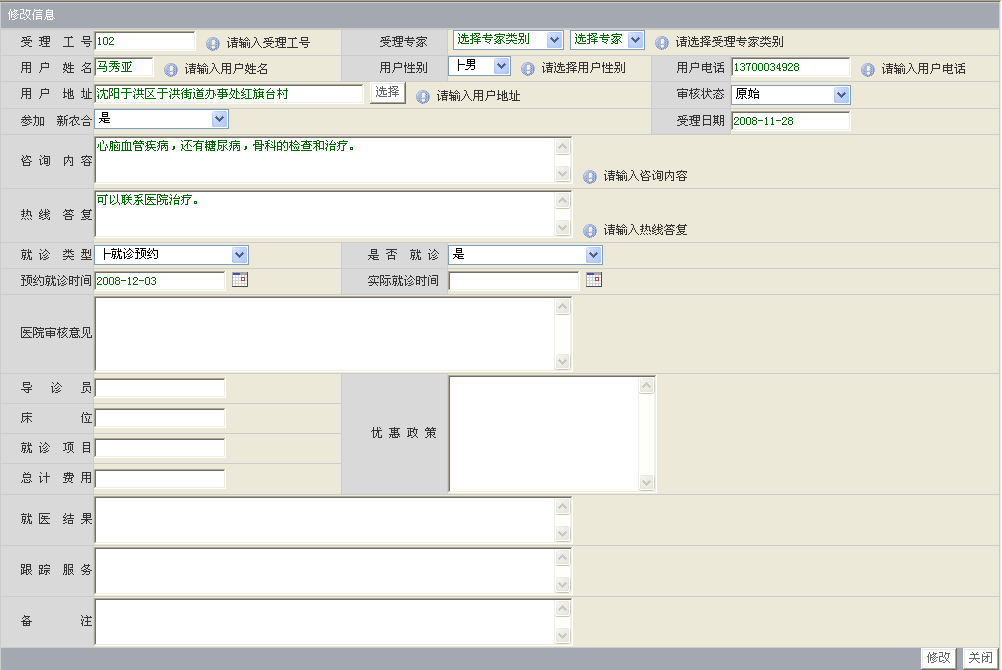 修改信息
受理工号 102 请输入受理工号 受理专家 选择专家类别 选择专家 请选择受理专家类别
用户姓名 马秀亚 请输入用户姓名 用户性别 ├男 请选择用户性别 用户电话 13700034928 请输入用户电话
用户地址 沈阳于洪区于洪街道办事处红旗台村 选择 请输入用户地址 审核状态 原始
参加新农合 是 受理日期 2008-11-28
咨询内容 心脑血管疾病，还有糖尿病，骨科的检查和治疗。 请输入咨询内容
热线答复 可以联系医院治疗。 请输入热线答复
就诊类型 ├就诊预约 是否就诊 是
预约就诊时间 2008-12-03 实际就诊时间
医院审核意见
导诊员
床位
优惠政策
就诊项目
总计费用
就医结果
跟踪服务
备注
修改 关闭